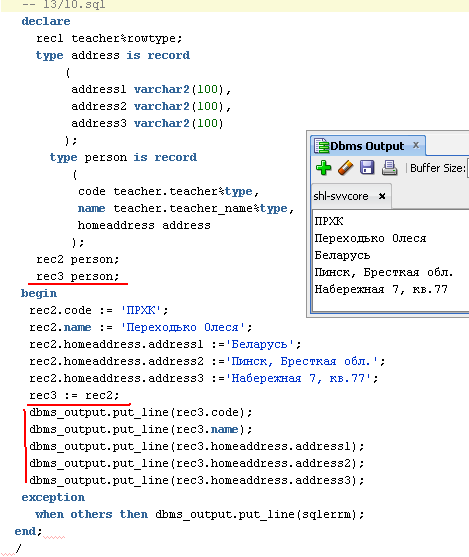 -- 13/10.sql
declare
rec1 teacher%rowtype;
type address is record
(
address1 varchar2(100),
address2 varchar2(100),
address3 varchar2(100)
);
type person is record
(
code teacher.teacher%type,
name teacher.teacher_name%type,
homeaddress address
);
rec2 person;
rec3 person;
begin
rec2.code := 'ПРХК';
rec2.name := 'Переходько Олеся';
rec2.homeaddress.address1 :='Беларусь';
rec2.homeaddress.address2 :='Пинск, Бресткая обл.';
rec2.homeaddress.address3 :='Набережная 7, кв.77';
rec3 := rec2;
dbms_output.put_line(rec3.code);
dbms_output.put_line(rec3.name);
dbms_output.put_line(rec3.homeaddress.address1);
dbms_output.put_line(rec3.homeaddress.address2);
dbms_output.put_line(rec3.homeaddress.address3);
exception
when others then dbms_output.put_line(sqlerrm);
end;
/
Dbms Output
Buffer Size:
shl-svvcore
ПРХК
Переходько Олеся
Беларусь
Пинск, Бресткая обл.
Набережная 7, кв.77